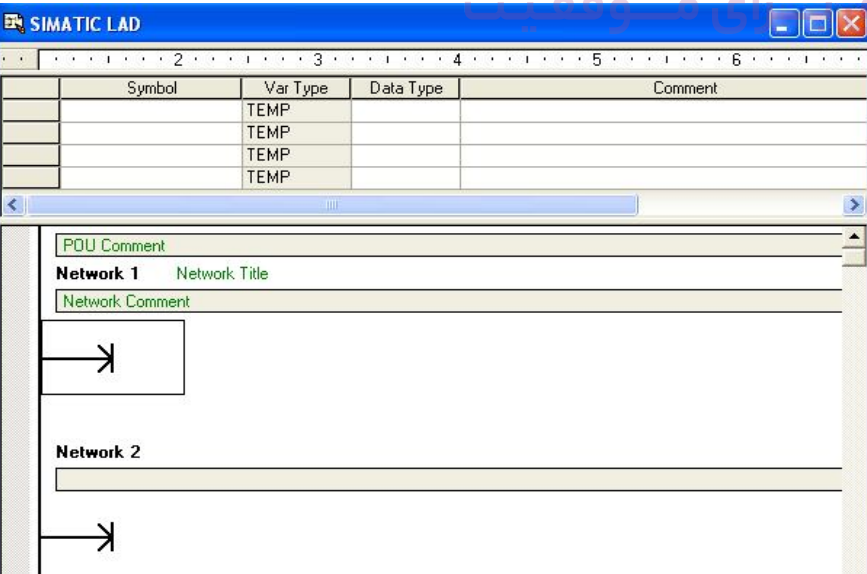 SIMATIC LAD
2 3 4 5 6
Symbol Var Type Data Type Comment
TEMP
TEMP
TEMP
TEMP
POU Comment
Network 1 Network Title
Network Comment
Network 2